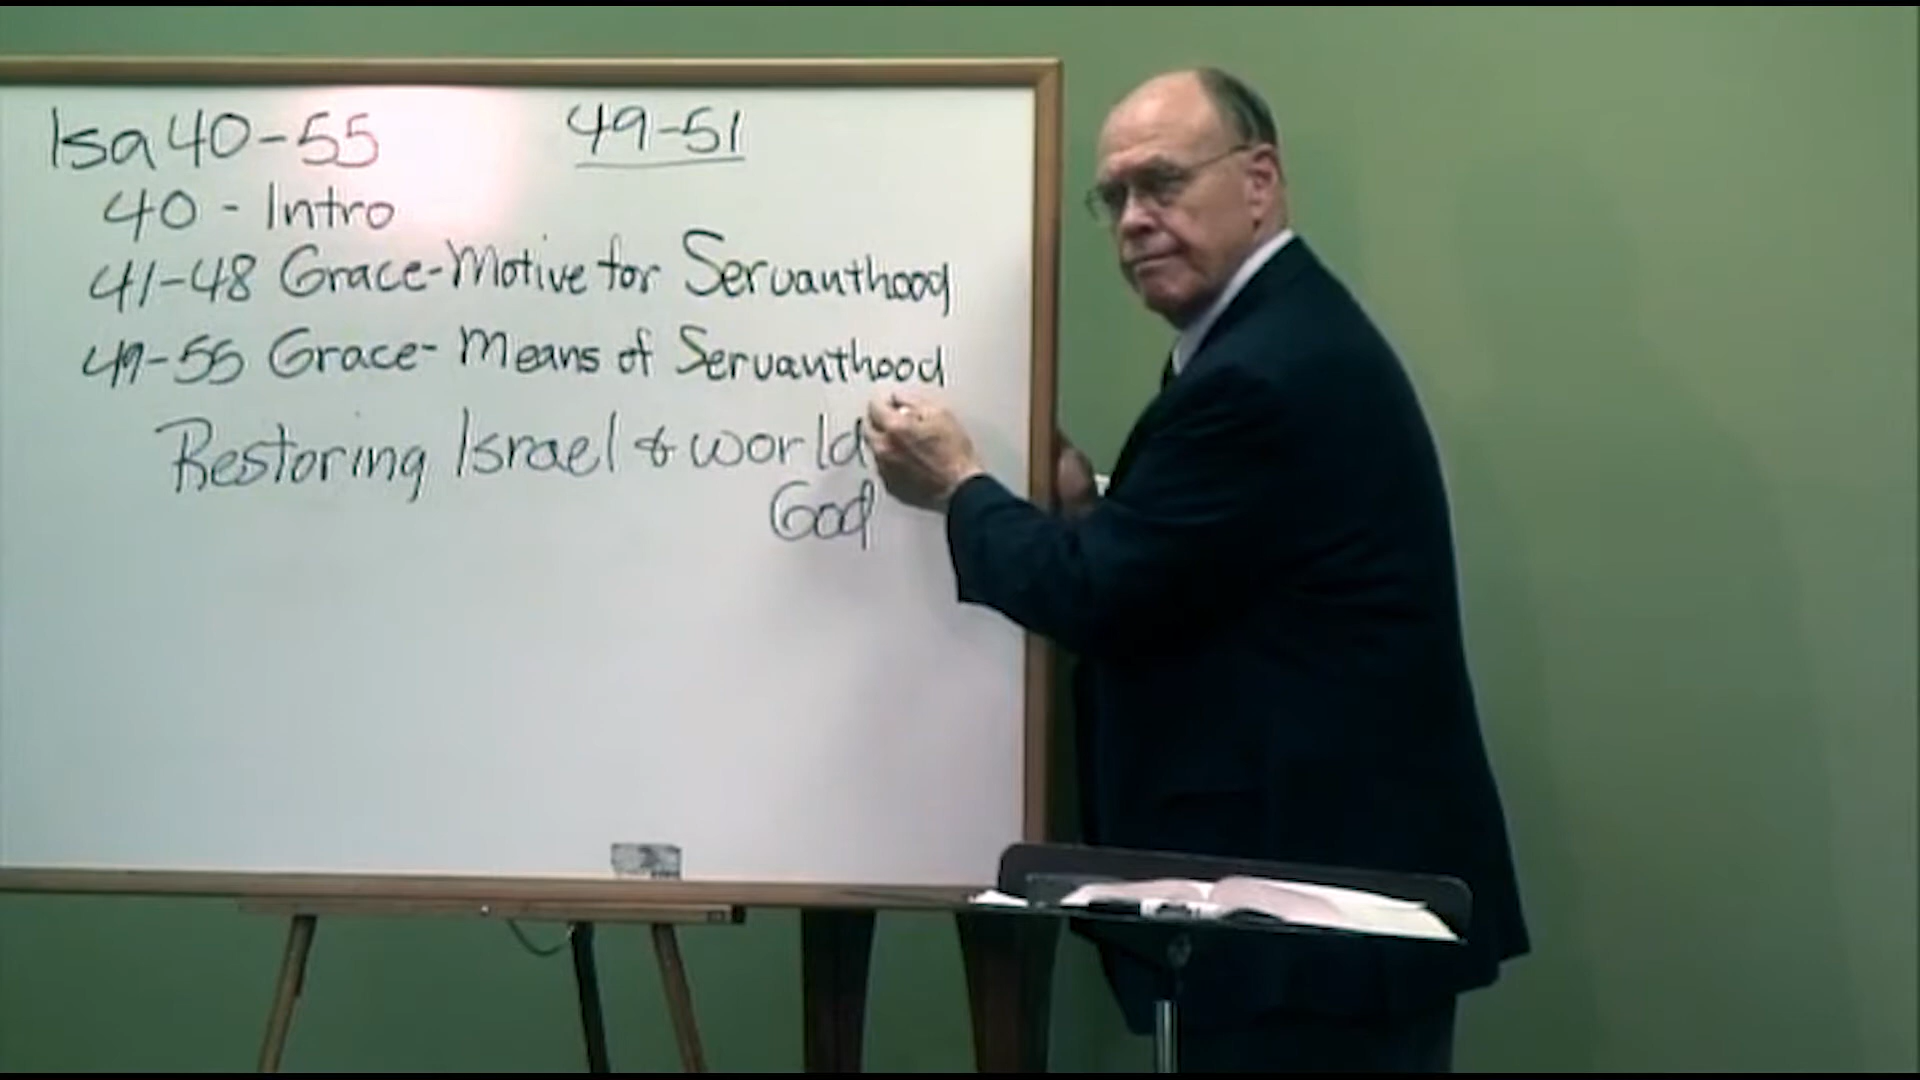 Isa 40-55
49-51
40 - Intro
41-48 Grace-Motive for Servanthood
49-55 Grace- Means of Servanthood
Restoring Israel & world
God